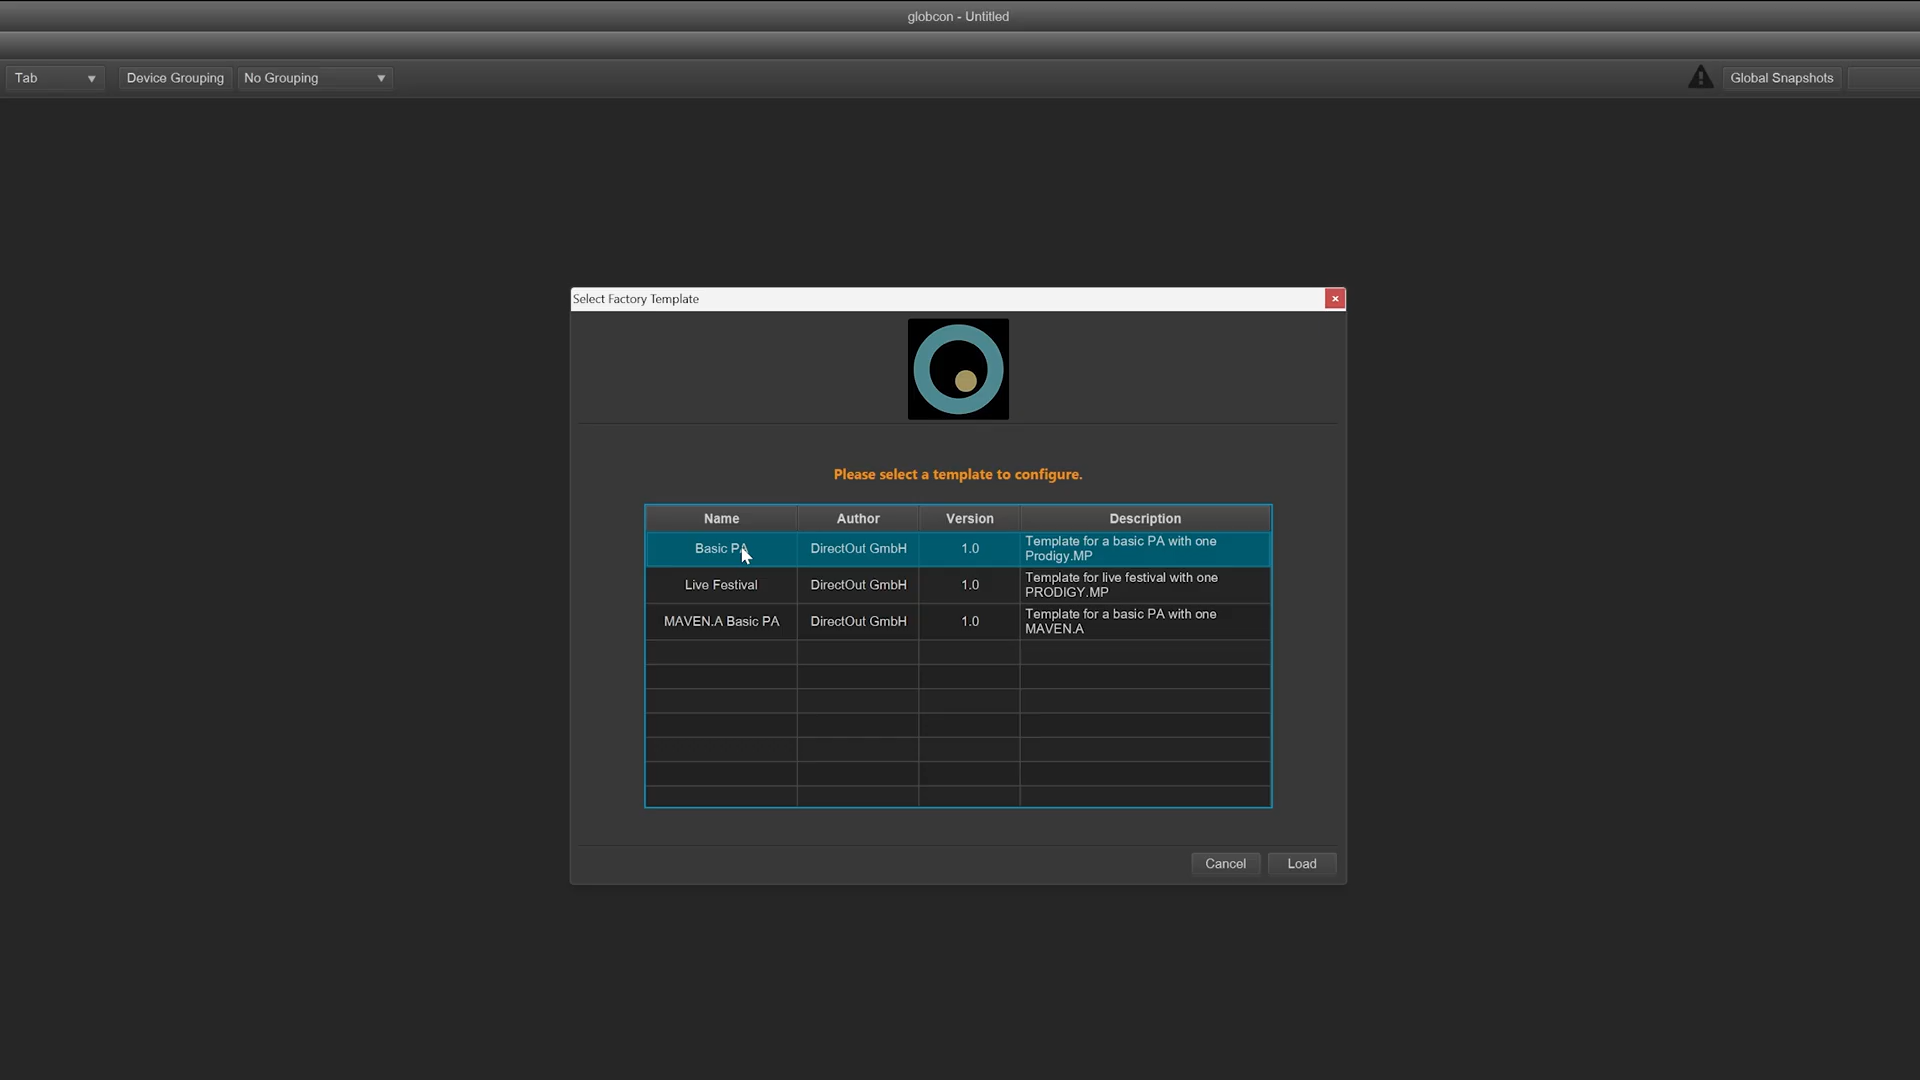 globcon - Untitled
Tab Device Grouping No Grouping Global Snapshots
Select Factory Template
Please select a template to configure.
Name Author Version Description
Basic PA DirectOut GmbH 1.0 Template for a basic PA with one
Prodigy.MP
Live Festival DirectOut GmbH 1.0 Template for live festival with one
PRODIGY.MP
MAVEN.A Basic PA DirectOut GmbH 1.0 Template for a basic PA with one
MAVEN.A
Cancel Load